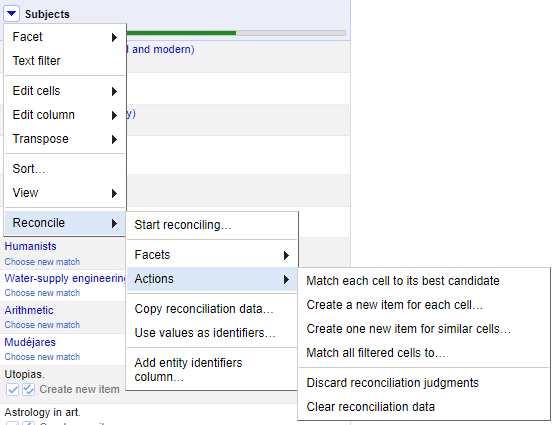 Subjects
Facet
l and modern)
Text filter
Edit cells
Edit column
y)
Transpose
Sort…
View
Reconcile
Start reconciling…
Humanists
Choose new match
Facets
Water-supply engineering
Choose new match
Actions
Match each cell to its best candidate
Arithmetic
Choose new match
Copy reconciliation data…
Create a new item for each cell…
Use values as identifiers…
Create one new item for similar cells…
Mudéjares
Choose new match
Match all filtered cells to…
Add entity identifiers
column…
Utopias.
Create new item
Discard reconciliation judgments
Clear reconciliation data
Astrology in art.